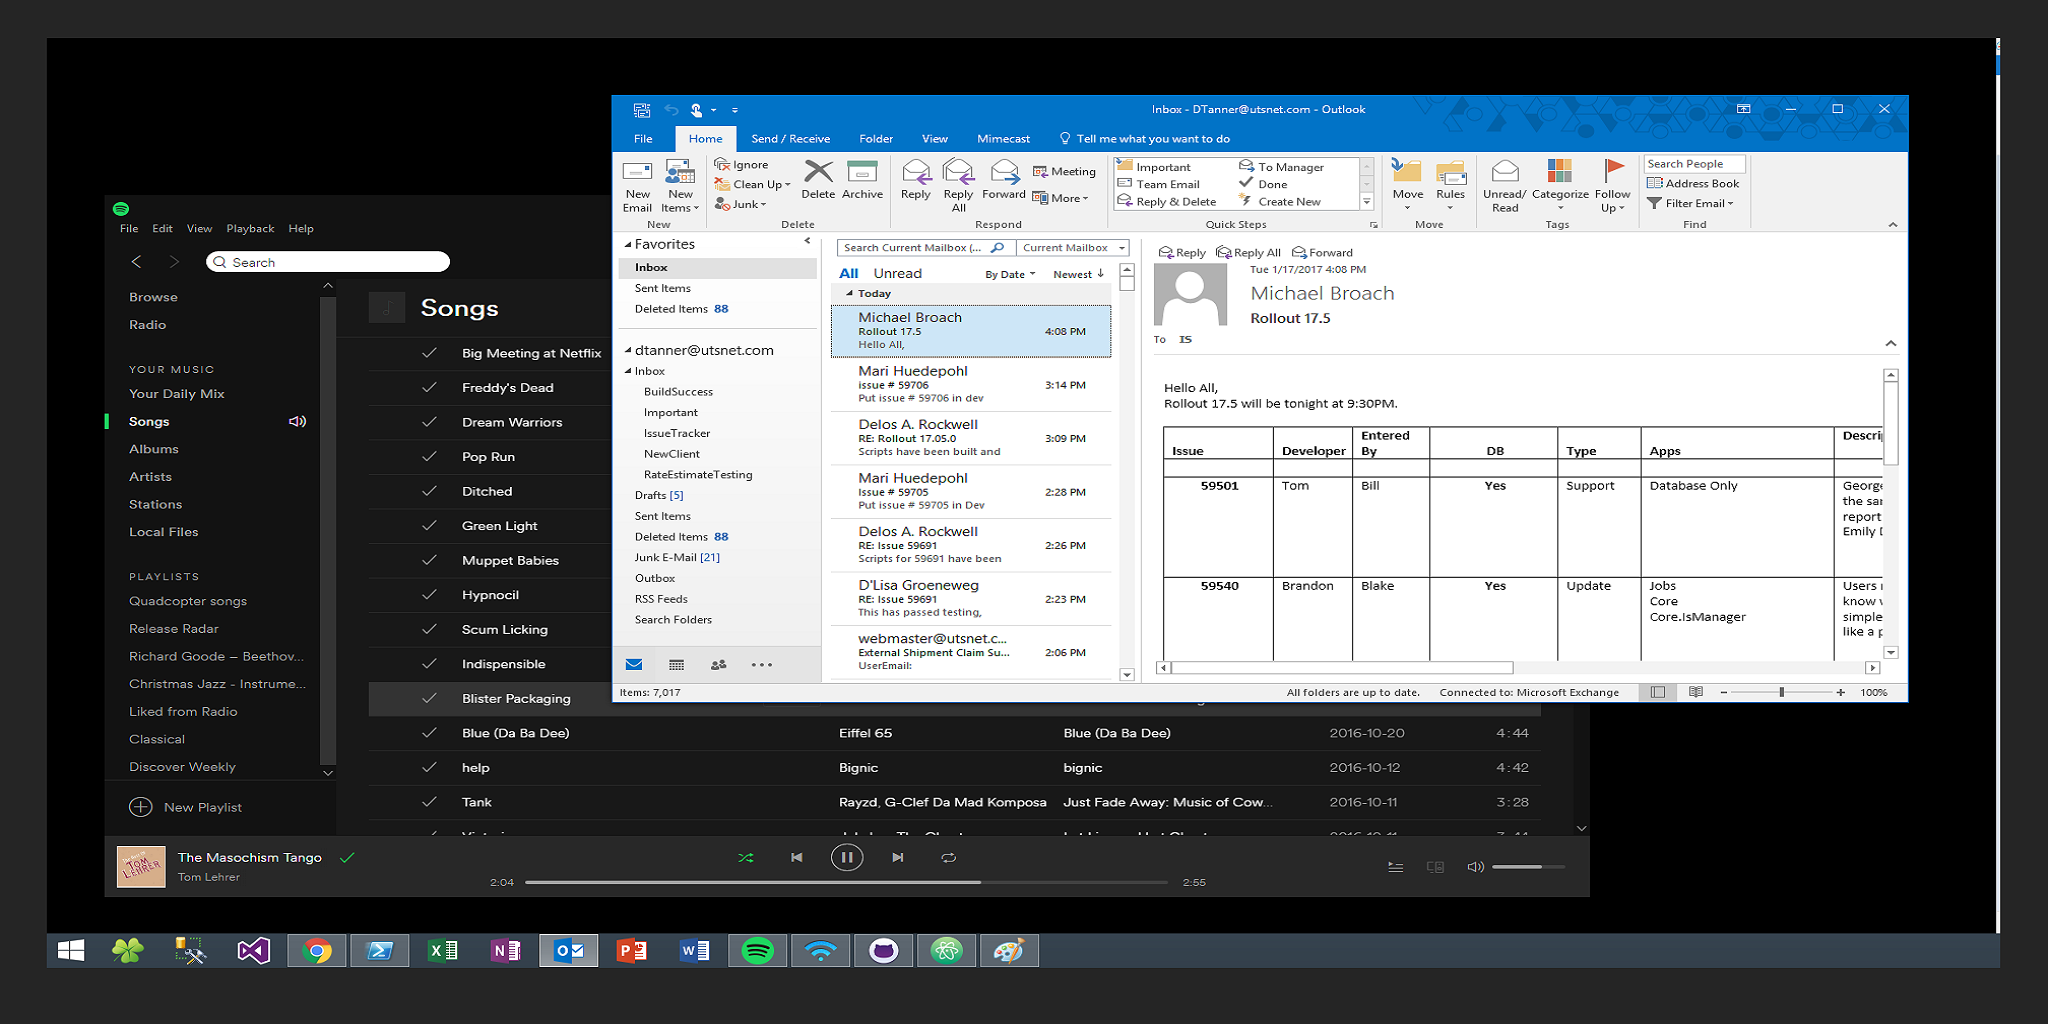 Inbox - DTanner@utsnet.com - Outlook
File Home Send / Receive Folder View Mimecast Tell me what you want to do
New Email
New Items
New
Ignore
Clean Up
Junk
Delete
Archive
Delete
Reply
Reply All
Forward
Meeting
More
Respond
Important
Team Email
Reply & Delete
To Manager
Done
Create New
Quick Steps
Move
Rules
Move
Unread/ Read
Categorize
Follow Up
Tags
Search People
Address Book
Filter Email
Find
Favorites
Inbox
Sent Items
Deleted Items 88
dtanner@utsnet.com
Inbox
BuildSuccess
Important
IssueTracker
NewClient
RateEstimateTesting
Drafts [5]
Sent Items
Deleted Items 88
Junk E-Mail [21]
Outbox
RSS Feeds
Search Folders
Search Current Mailbox (... Current Mailbox
All Unread By Date Newest
Today
Michael Broach
Rollout 17.5 4:08 PM
Hello All,
Mari Huedepohl
issue # 59706 3:14 PM
Put issue # 59706 in dev
Delos A. Rockwell
RE: Rollout 17.05.0 3:09 PM
Scripts have been built and
Mari Huedepohl
Issue # 59705 2:28 PM
Put issue # 59705 in Dev
Delos A. Rockwell
RE: Issue 59691 2:26 PM
Scripts for 59691 have been
D'Lisa Groeneweg
RE: Issue 59691 2:23 PM
This has passed testing,
webmaster@utsnet.c...
External Shipment Claim Su... 2:06 PM
UserEmail:
Reply Reply All Forward
Tue 1/17/2017 4:08 PM
Michael Broach
Rollout 17.5
To IS
Hello All,
Rollout 17.5 will be tonight at 9:30PM.
Issue Developer Entered By DB Type Apps Descri
59501 Tom Bill Yes Support Database Only
George
the sa
report
Emily
59540 Brandon Blake Yes Update Jobs
Core
Core.IsManager
Users
know
simple
like a
Items: 7,017 All folders are up to date. Connected to: Microsoft Exchange 100%
File Edit View Playback Help
Search
Browse
Radio
YOUR MUSIC
Your Daily Mix
Songs
Albums
Artists
Stations
Local Files
PLAYLISTS
Quadcopter songs
Release Radar
Richard Goode – Beethov...
Christmas Jazz - Instrume...
Liked from Radio
Classical
Discover Weekly
New Playlist
Songs
Big Meeting at Netflix
Freddy's Dead
Dream Warriors
Pop Run
Ditched
Green Light
Muppet Babies
Hypnocil
Scum Licking
Indispensible
Blister Packaging
Blue (Da Ba Dee) Eiffel 65 Blue (Da Ba Dee) 2016-10-20 4:44
help Bignic bignic 2016-10-12 4:42
Tank Rayzd, G-Clef Da Mad Komposa Just Fade Away: Music of Cow... 2016-10-11 3:28
TOM LEHRER
The Masochism Tango
Tom Lehrer
2:04 2:55